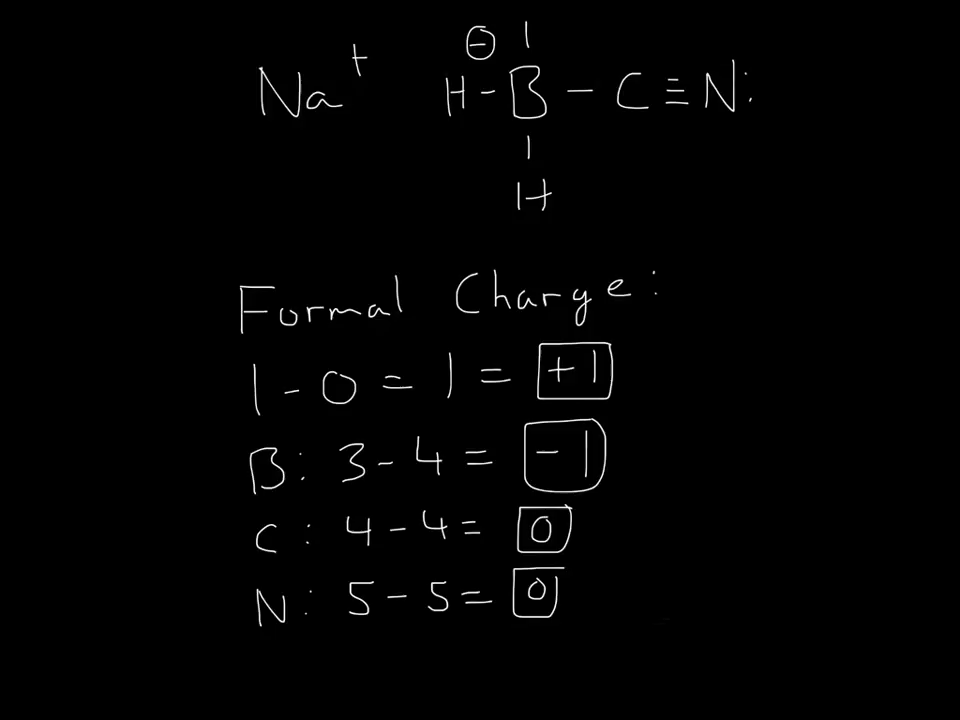 Na⁺ H-B-C≡N:
⊖
H
Formal Charge:
1-0=1=+1
B: 3-4=-1
C: 4-4=0
N: 5-5=0